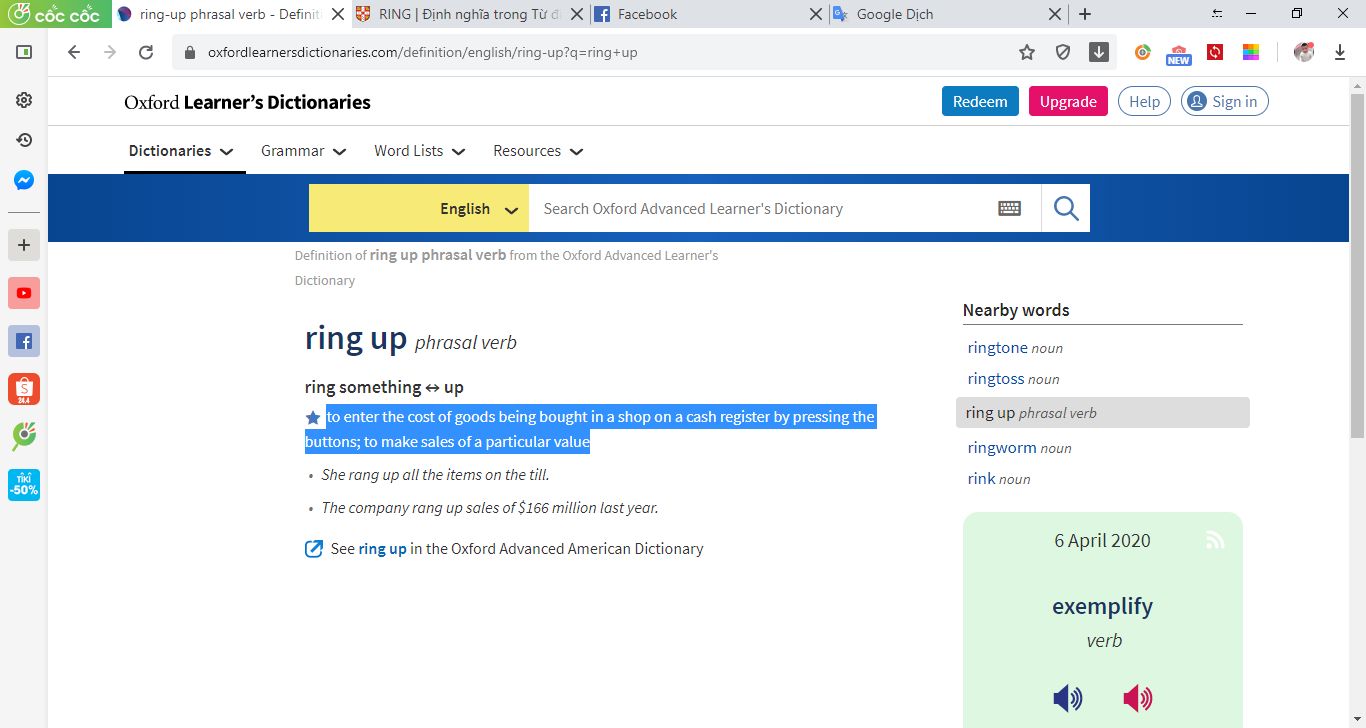 cốc cốc
ring-up phrasal verb - Definit
RING | Định nghĩa trong Từ đi
Facebook
Google Dịch
oxfordlearnersdictionaries.com/definition/english/ring-up?q=ring+up
NEW
Oxford Learner's Dictionaries
Redeem
Upgrade
Help
Sign in
Dictionaries
Grammar
Word Lists
Resources
English
Search Oxford Advanced Learner's Dictionary
Definition of ring up phrasal verb from the Oxford Advanced Learner's
Dictionary
ring up phrasal verb
ring something ↔ up
to enter the cost of goods being bought in a shop on a cash register by pressing the
buttons; to make sales of a particular value
• She rang up all the items on the till.
• The company rang up sales of $166 million last year.
See ring up in the Oxford Advanced American Dictionary
Nearby words
ringtone noun
ringtoss noun
ring up phrasal verb
ringworm noun
rink noun
6 April 2020
exemplify
verb
24.4
TIKI
-50%